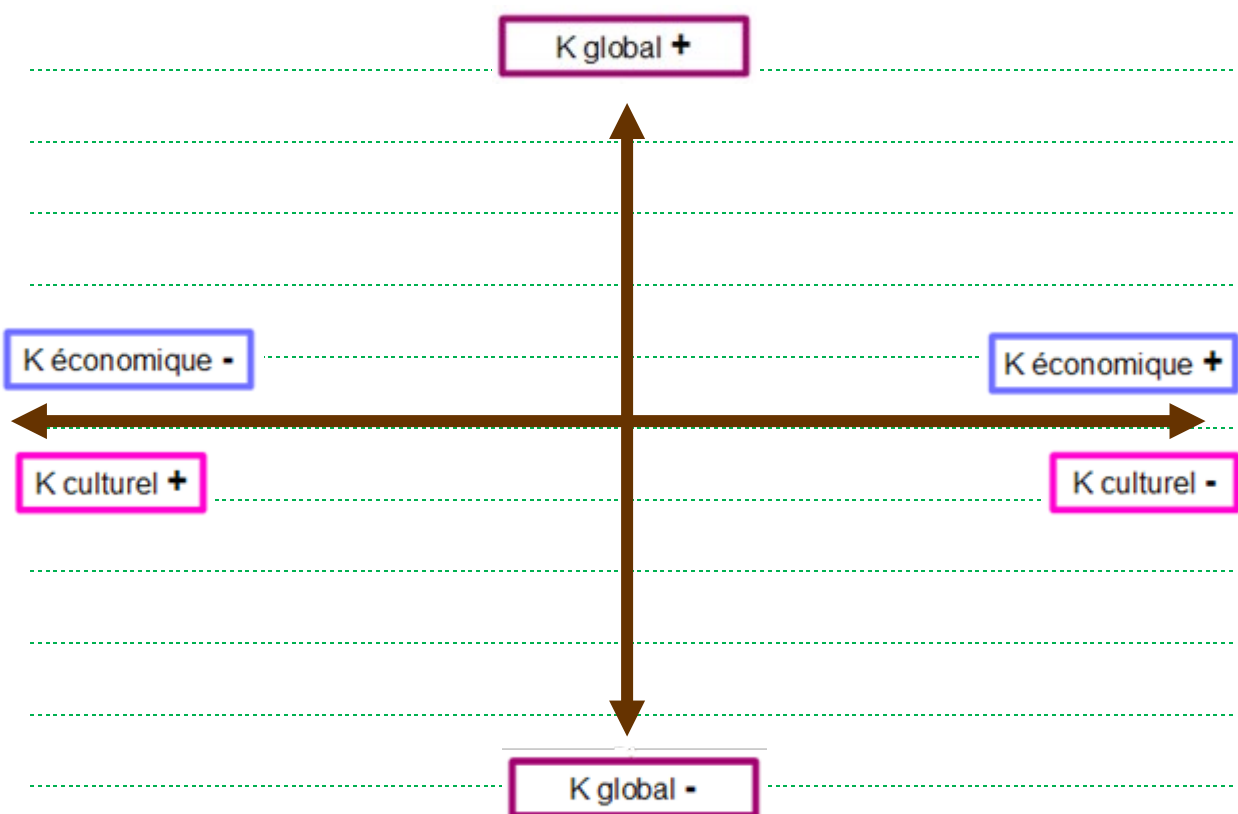 K global +
K économique -
K économique +
K culturel +
K culturel -
K global -